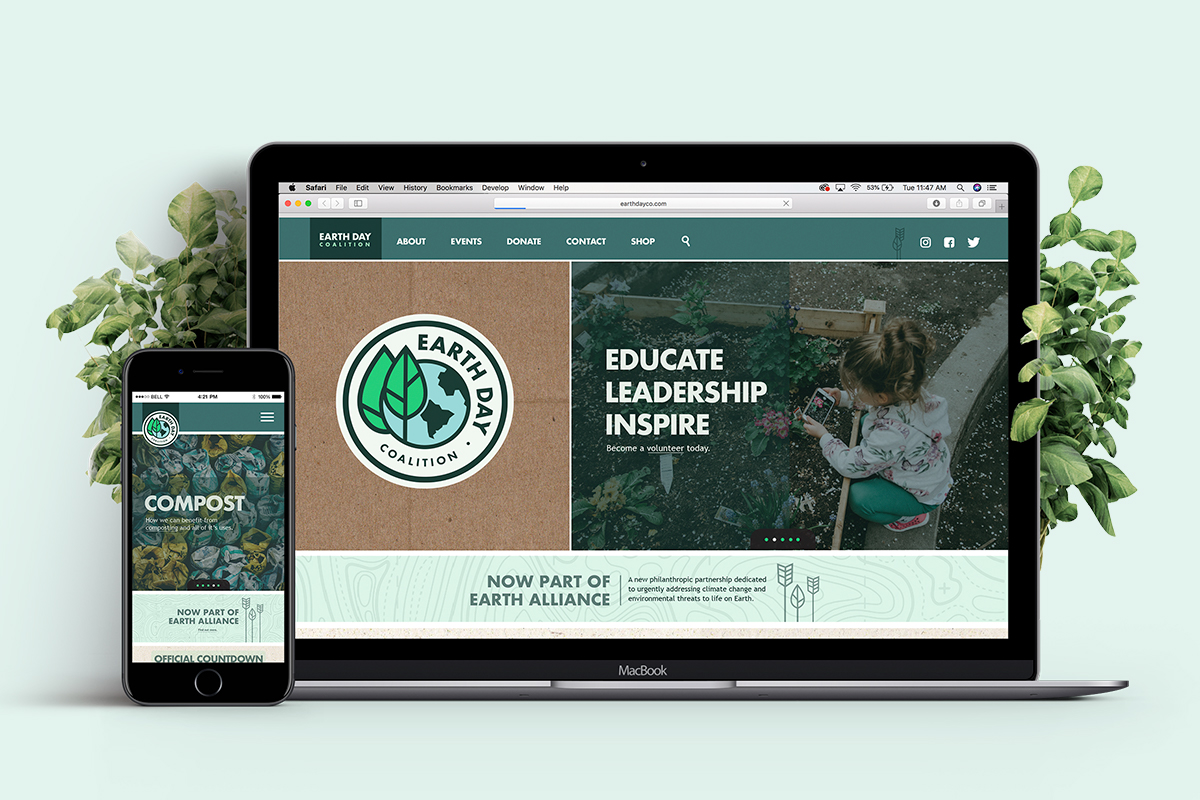 Safari File Edit View History Bookmarks Develop Window Help 53% Tue 11:47 AM
earthdayco.com
EARTH DAY
COALITION
ABOUT EVENTS DONATE CONTACT SHOP
EARTH DAY
COALITION
EDUCATE
LEADERSHIP
INSPIRE
Become a volunteer today.
NOW PART OF
EARTH ALLIANCE
A new philanthropic partnership dedicated
to urgently addressing climate change and
environmental threats to life on Earth.
MacBook
BELL 4:21 PM 100%
EARTH DAY
COALITION
COMPOST
How we can benefit from
composting and all of it's uses.
NOW PART OF
EARTH ALLIANCE
OFFICIAL COUNTDOWN